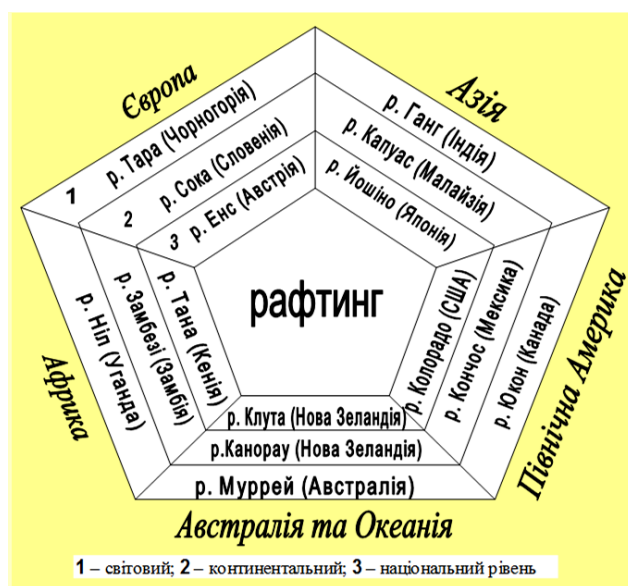 Європа
1 р. Тара (Чорногорія)
2 р. Сока (Словенія)
3 р. Енс (Австрія)
Азія
р. Ганг (Індія)
р. Капуас (Малайзія)
р. Йошіно (Японія)
рафтинг
Африка
р. Ніл (Уганда)
р. Замбезі (Замбія)
р. Тана (Кенія)
р. Колорадо (США)
р. Кончос (Мексика)
р. Юкон (Канада)
Північна Америка
р. Клута (Нова Зеландія)
р.Канорау (Нова Зеландія)
р. Муррей (Австралія)
Австралія та Океанія
1 – світовий; 2 – континентальний; 3 – національний рівень